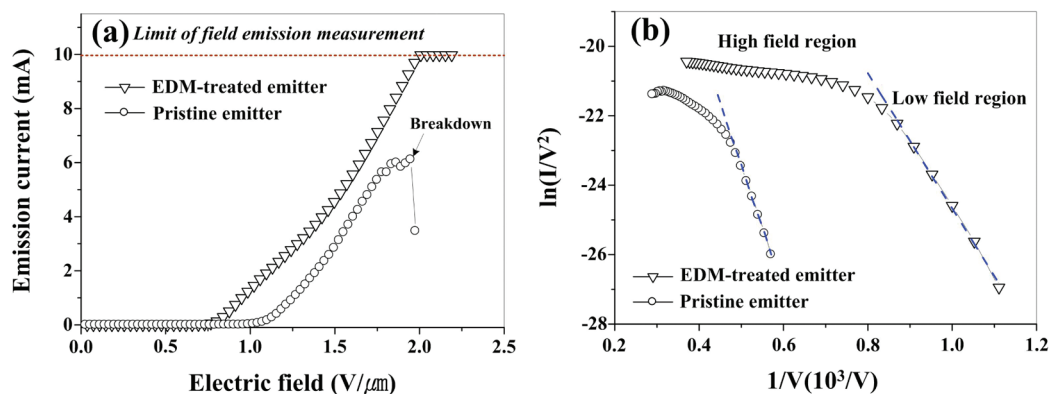 (a) Limit of field emission measurement
EDM-treated emitter
Pristine emitter
Breakdown
10
8
6
4
2
0
Emission current (mA)
0.0 0.5 1.0 1.5 2.0 2.5
Electric field (V/㎛)
(b)
High field region
Low field region
EDM-treated emitter
Pristine emitter
-20
-22
-24
-26
-28
ln(I/V²)
0.4 0.6 0.8 1.0 1.2
1/V(10³/V)